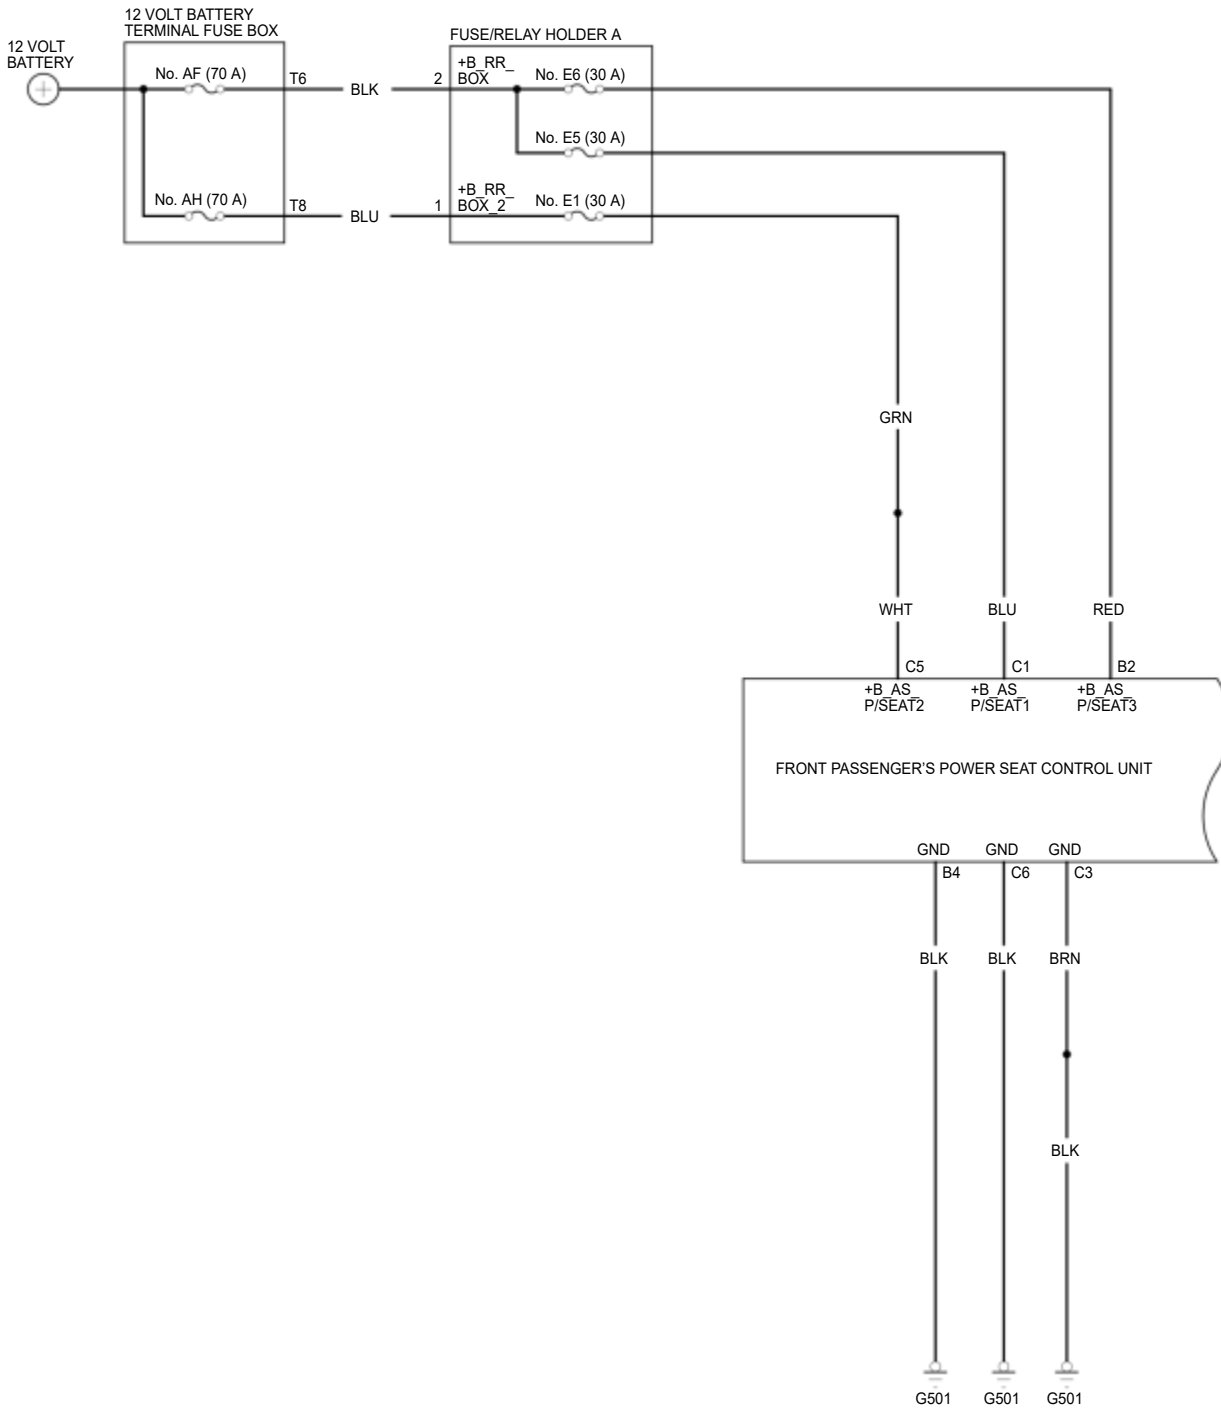 12 VOLT BATTERY
TERMINAL FUSE BOX
12 VOLT
BATTERY
FUSE/RELAY HOLDER A
No. AF (70 A)
T6
BLK
2
+B_RR_
BOX
No. E6 (30 A)
No. E5 (30 A)
No. AH (70 A)
T8
BLU
1
+B_RR_
BOX_2
No. E1 (30 A)
GRN
WHT
BLU
RED
C5
C1
B2
+B_AS_
P/SEAT2
+B_AS_
P/SEAT1
+B_AS_
P/SEAT3
FRONT PASSENGER'S POWER SEAT CONTROL UNIT
GND
GND
GND
B4
C6
C3
BLK
BLK
BRN
BLK
G501
G501
G501